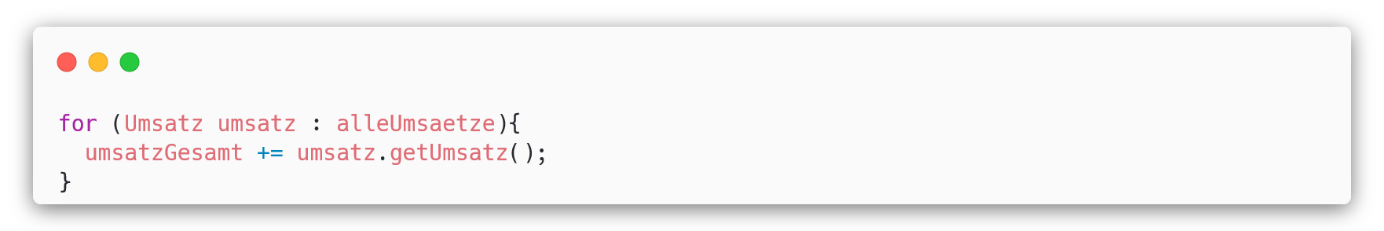 for (Umsatz umsatz : alleUmsaetze){
  umsatzGesamt += umsatz.getUmsatz();
}